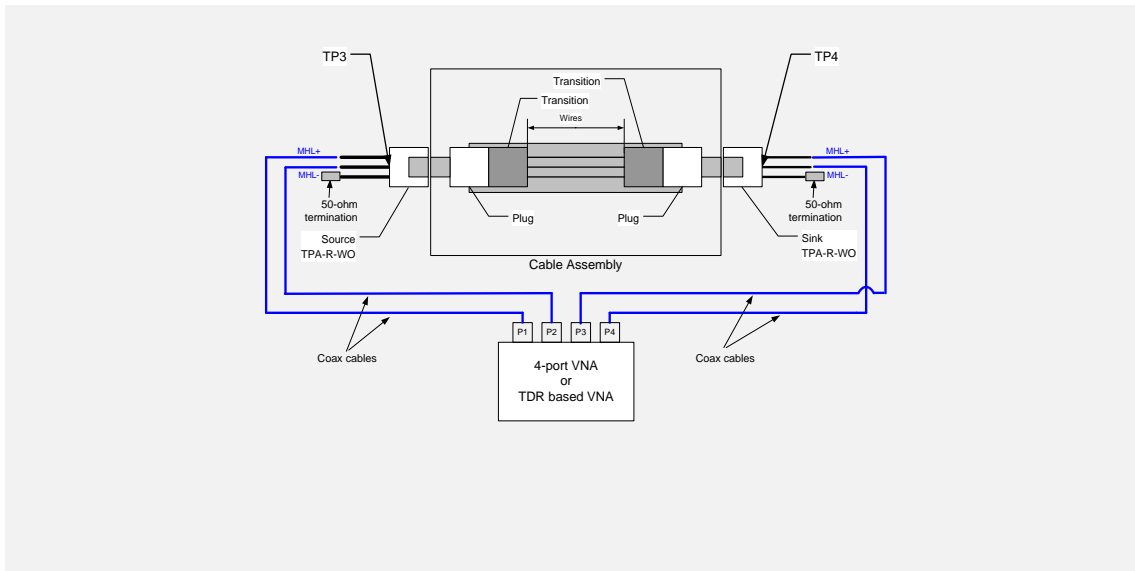 TP3
TP4
Transition
Transition
Wires
MHL+
MHL-
MHL+
MHL-
50-ohm
termination
Source
TPA-R-WO
Plug
Plug
50-ohm
termination
Sink
TPA-R-WO
Cable Assembly
P1
P2
P3
P4
Coax cables
Coax cables
4-port VNA
or
TDR based VNA